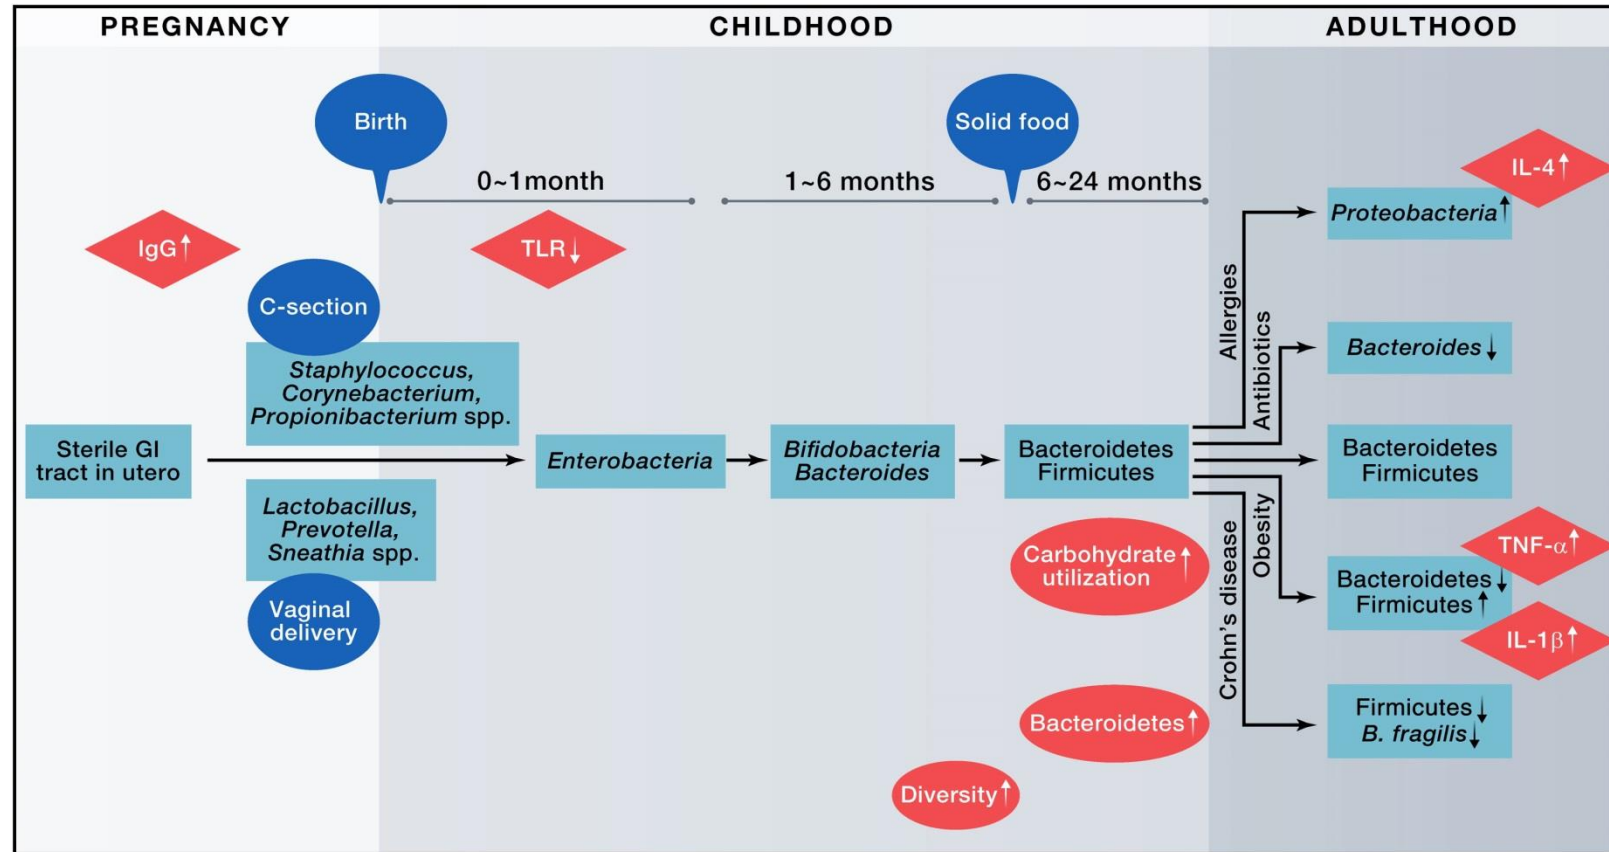 PREGNANCY
CHILDHOOD
ADULTHOOD
Birth
Solid food
0~1month
1~6 months
6~24 months
IgG↑
TLR↓
IL-4↑
Proteobacteria↑
C-section
Staphylococcus,
Corynebacterium,
Propionibacterium spp.
Allergies
Antibiotics
Bacteroides↓
Sterile GI
tract in utero
Enterobacteria
Bifidobacteria
Bacteroides
Bacteroidetes
Firmicutes
Bacteroidetes
Firmicutes
Lactobacillus,
Prevotella,
Sneathia spp.
Vaginal
delivery
Carbohydrate↑
utilization
Crohn's disease
Obesity
TNF-α↑
Bacteroidetes↓
Firmicutes↑
IL-1β↑
Bacteroidetes↑
Firmicutes↓
B. fragilis↓
Diversity↑